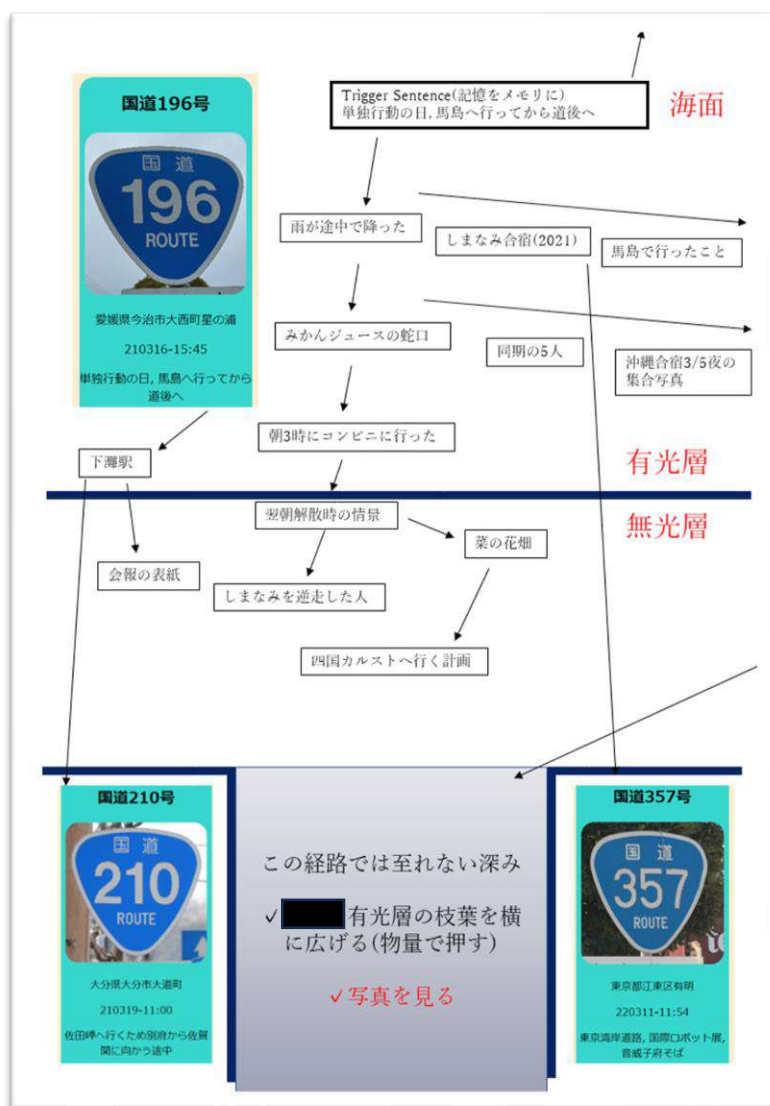 国道196号
国道
196
ROUTE
愛媛県今治市大西町星の浦
210316-15:45
単独行動の日, 馬島へ行ってから
道後へ
Trigger Sentence(記憶をメモリに)
単独行動の日, 馬島へ行ってから道後へ
海面
雨が途中で降った
しまなみ合宿(2021)
馬島で行ったこと
みかんジュースの蛇口
同期の5人
沖縄合宿3/5夜の
集合写真
朝3時にコンビニに行った
下灘駅
有光層
無光層
翌朝解散時の情景
菜の花畑
会報の表紙
しまなみを逆走した人
四国カルストへ行く計画
国道210号
国道
210
ROUTE
大分県大分市大道町
210319-11:00
佐田岬へ行くため別府から佐賀
関に向かう途中
この経路では至れない深み
✓ 有光層の枝葉を横
に広げる(物量で押す)
✓写真を見る
国道357号
国道
357
ROUTE
東京都江東区有明
220311-11:54
東京湾岸道路, 国際ロボット展,
音威子府そば